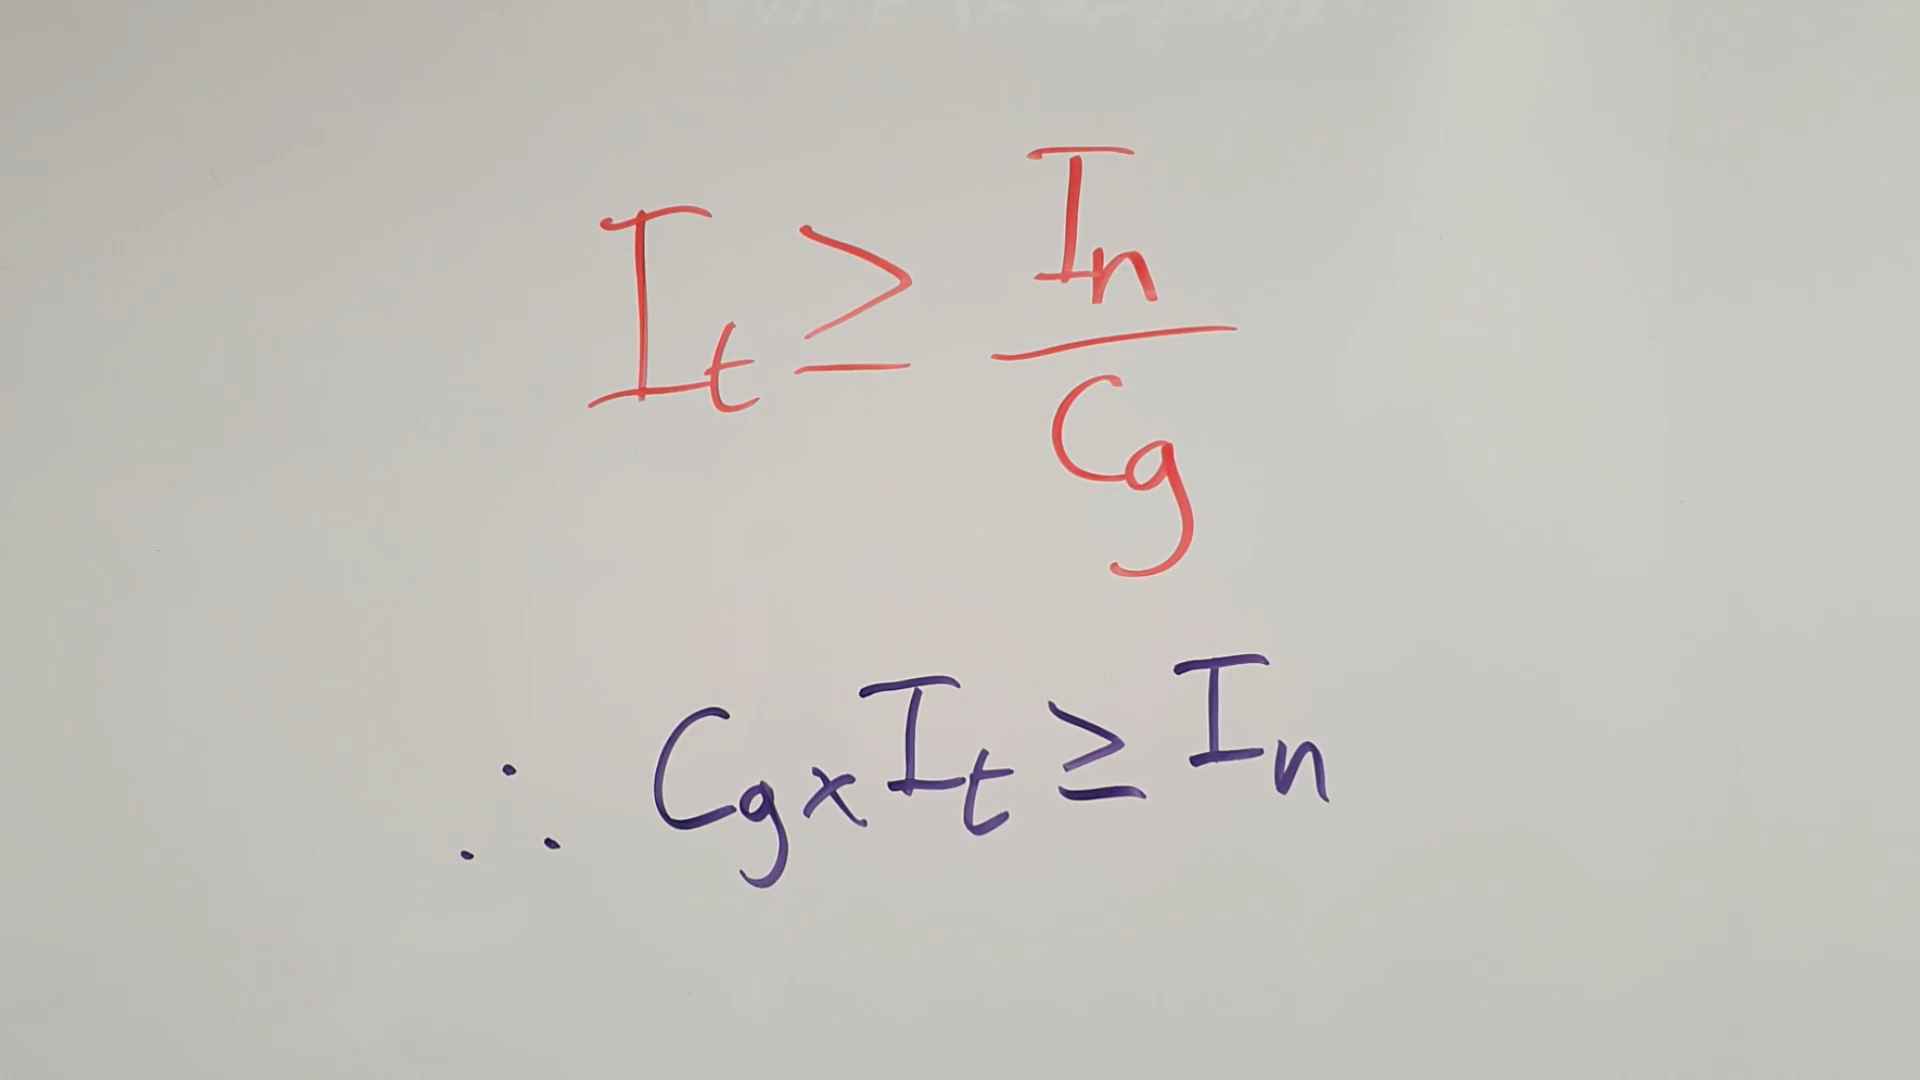 It ≥ In / Cg
∴ Cg x It ≥ In